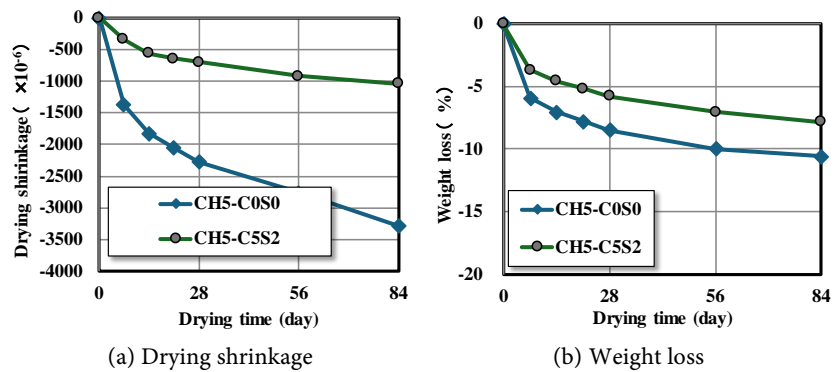 0
-500
-1000
-1500
-2000
-2500
-3000
-3500
-4000
Drying shrinkage ( ×10-6)
CH5-C0S0
CH5-C5S2
0 28 56 84
Drying time (day)
(a) Drying shrinkage
0
-5
-10
-15
-20
Weight loss ( %)
CH5-C0S0
CH5-C5S2
0 28 56 84
Drying time (day)
(b) Weight loss